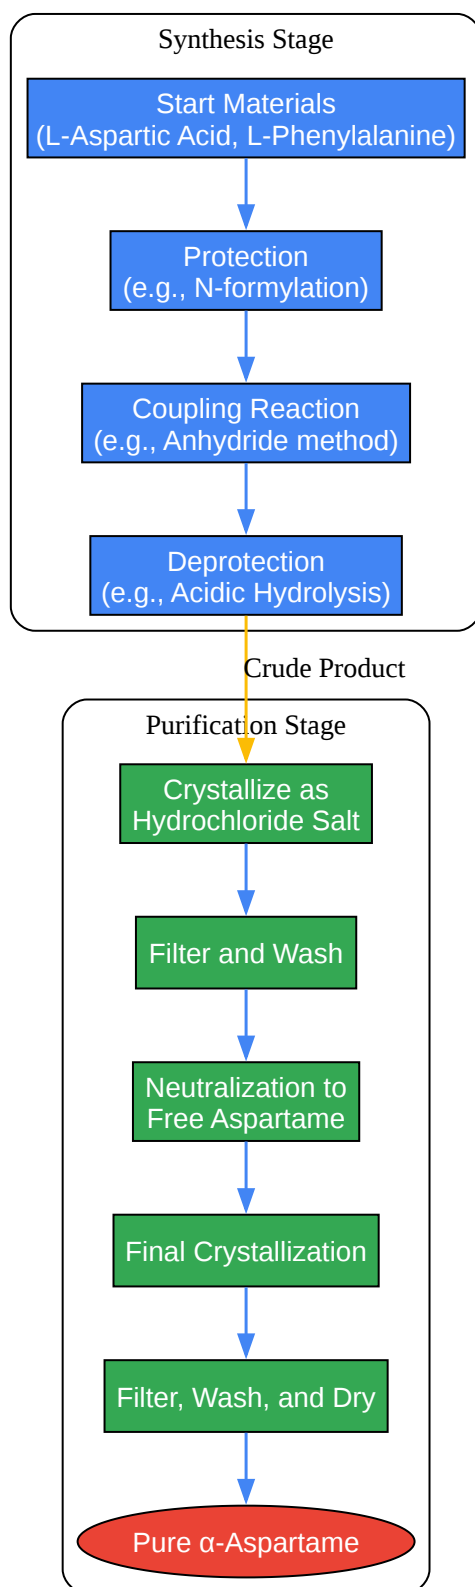 Synthesis Stage
Start Materials
(L-Aspartic Acid, L-Phenylalanine)
Protection
(e.g., N-formylation)
Coupling Reaction
(e.g., Anhydride method)
Deprotection
(e.g., Acidic Hydrolysis)
Crude Product
Purification Stage
Crystallize as
Hydrochloride Salt
Filter and Wash
Neutralization to
Free Aspartame
Final Crystallization
Filter, Wash, and Dry
Pure α-Aspartame